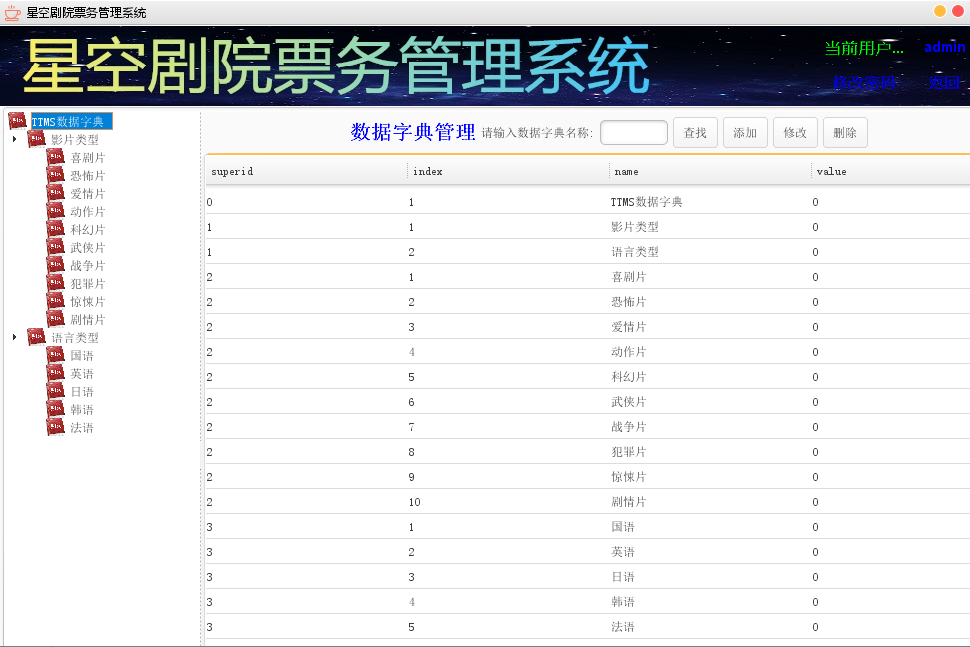 星空剧院票务管理系统
星空剧院票务管理系统
当前用户... admin
修改密码 返回
TTMS数据字典
影片类型
喜剧片
恐怖片
爱情片
动作片
科幻片
武侠片
战争片
犯罪片
惊悚片
剧情片
语言类型
国语
英语
日语
韩语
法语
数据字典管理 请输入数据字典名称: 查找 添加 修改 删除
superid index name value
0 1 TTMS数据字典 0
1 1 影片类型 0
1 2 语言类型 0
2 1 喜剧片 0
2 2 恐怖片 0
2 3 爱情片 0
2 4 动作片 0
2 5 科幻片 0
2 6 武侠片 0
2 7 战争片 0
2 8 犯罪片 0
2 9 惊悚片 0
2 10 剧情片 0
3 1 国语 0
3 2 英语 0
3 3 日语 0
3 4 韩语 0
3 5 法语 0